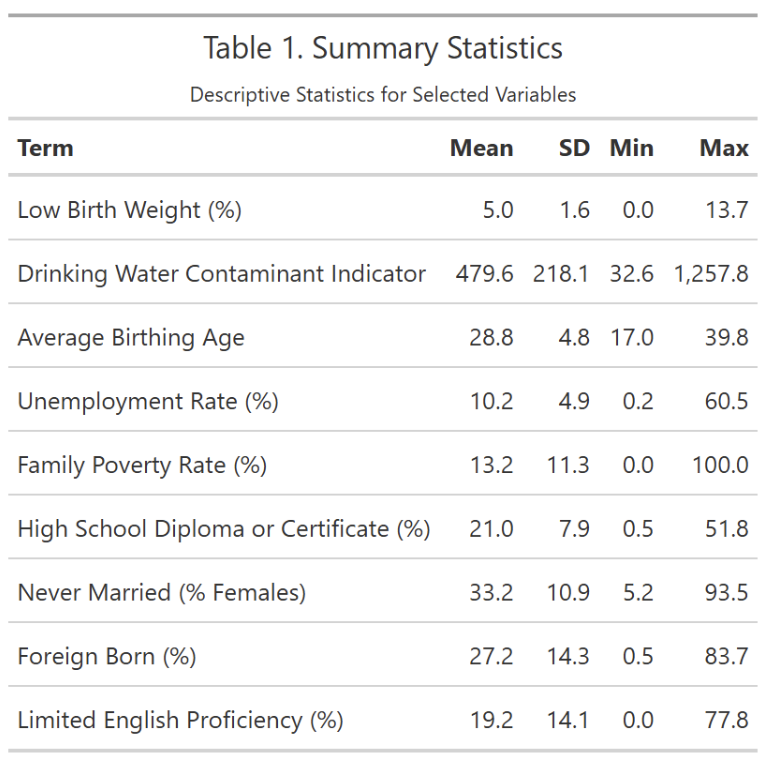 Table 1. Summary Statistics
Descriptive Statistics for Selected Variables
Term Mean SD Min Max
Low Birth Weight (%) 5.0 1.6 0.0 13.7
Drinking Water Contaminant Indicator 479.6 218.1 32.6 1,257.8
Average Birthing Age 28.8 4.8 17.0 39.8
Unemployment Rate (%) 10.2 4.9 0.2 60.5
Family Poverty Rate (%) 13.2 11.3 0.0 100.0
High School Diploma or Certificate (%) 21.0 7.9 0.5 51.8
Never Married (% Females) 33.2 10.9 5.2 93.5
Foreign Born (%) 27.2 14.3 0.5 83.7
Limited English Proficiency (%) 19.2 14.1 0.0 77.8